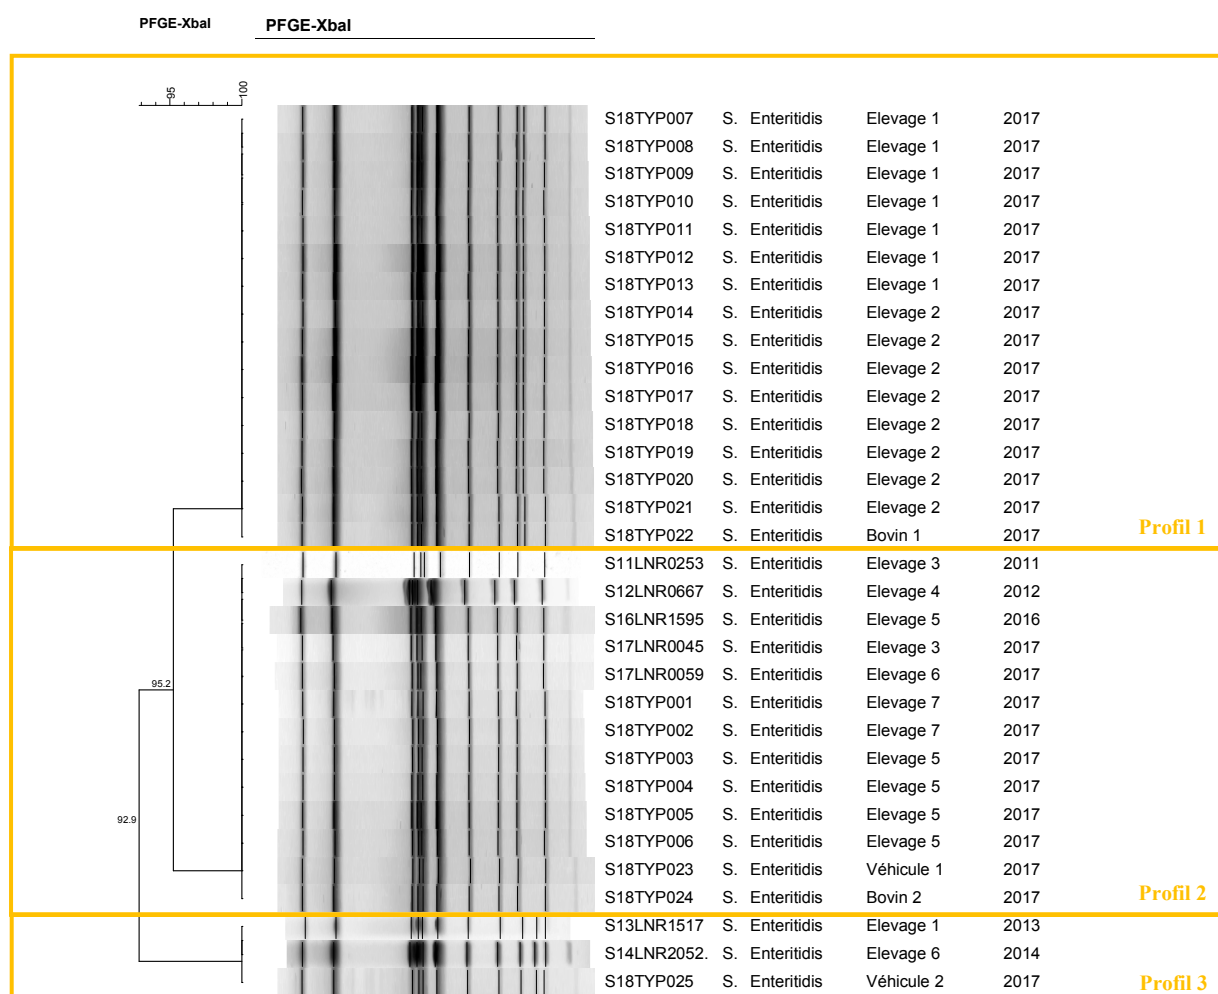 PFGE-XbaI PFGE-XbaI
95 100
S18TYP007 S. Enteritidis Elevage 1 2017
S18TYP008 S. Enteritidis Elevage 1 2017
S18TYP009 S. Enteritidis Elevage 1 2017
S18TYP010 S. Enteritidis Elevage 1 2017
S18TYP011 S. Enteritidis Elevage 1 2017
S18TYP012 S. Enteritidis Elevage 1 2017
S18TYP013 S. Enteritidis Elevage 1 2017
S18TYP014 S. Enteritidis Elevage 2 2017
S18TYP015 S. Enteritidis Elevage 2 2017
S18TYP016 S. Enteritidis Elevage 2 2017
S18TYP017 S. Enteritidis Elevage 2 2017
S18TYP018 S. Enteritidis Elevage 2 2017
S18TYP019 S. Enteritidis Elevage 2 2017
S18TYP020 S. Enteritidis Elevage 2 2017
S18TYP021 S. Enteritidis Elevage 2 2017
S18TYP022 S. Enteritidis Bovin 1 2017 Profil 1
S11LNR0253 S. Enteritidis Elevage 3 2011
S12LNR0667 S. Enteritidis Elevage 4 2012
S16LNR1595 S. Enteritidis Elevage 5 2016
S17LNR0045 S. Enteritidis Elevage 3 2017
S17LNR0059 S. Enteritidis Elevage 6 2017
95.2
S18TYP001 S. Enteritidis Elevage 7 2017
S18TYP002 S. Enteritidis Elevage 7 2017
S18TYP003 S. Enteritidis Elevage 5 2017
S18TYP004 S. Enteritidis Elevage 5 2017
S18TYP005 S. Enteritidis Elevage 5 2017
92.9
S18TYP006 S. Enteritidis Elevage 5 2017
S18TYP023 S. Enteritidis Véhicule 1 2017
S18TYP024 S. Enteritidis Bovin 2 2017 Profil 2
S13LNR1517 S. Enteritidis Elevage 1 2013
S14LNR2052. S. Enteritidis Elevage 6 2014
S18TYP025 S. Enteritidis Véhicule 2 2017 Profil 3